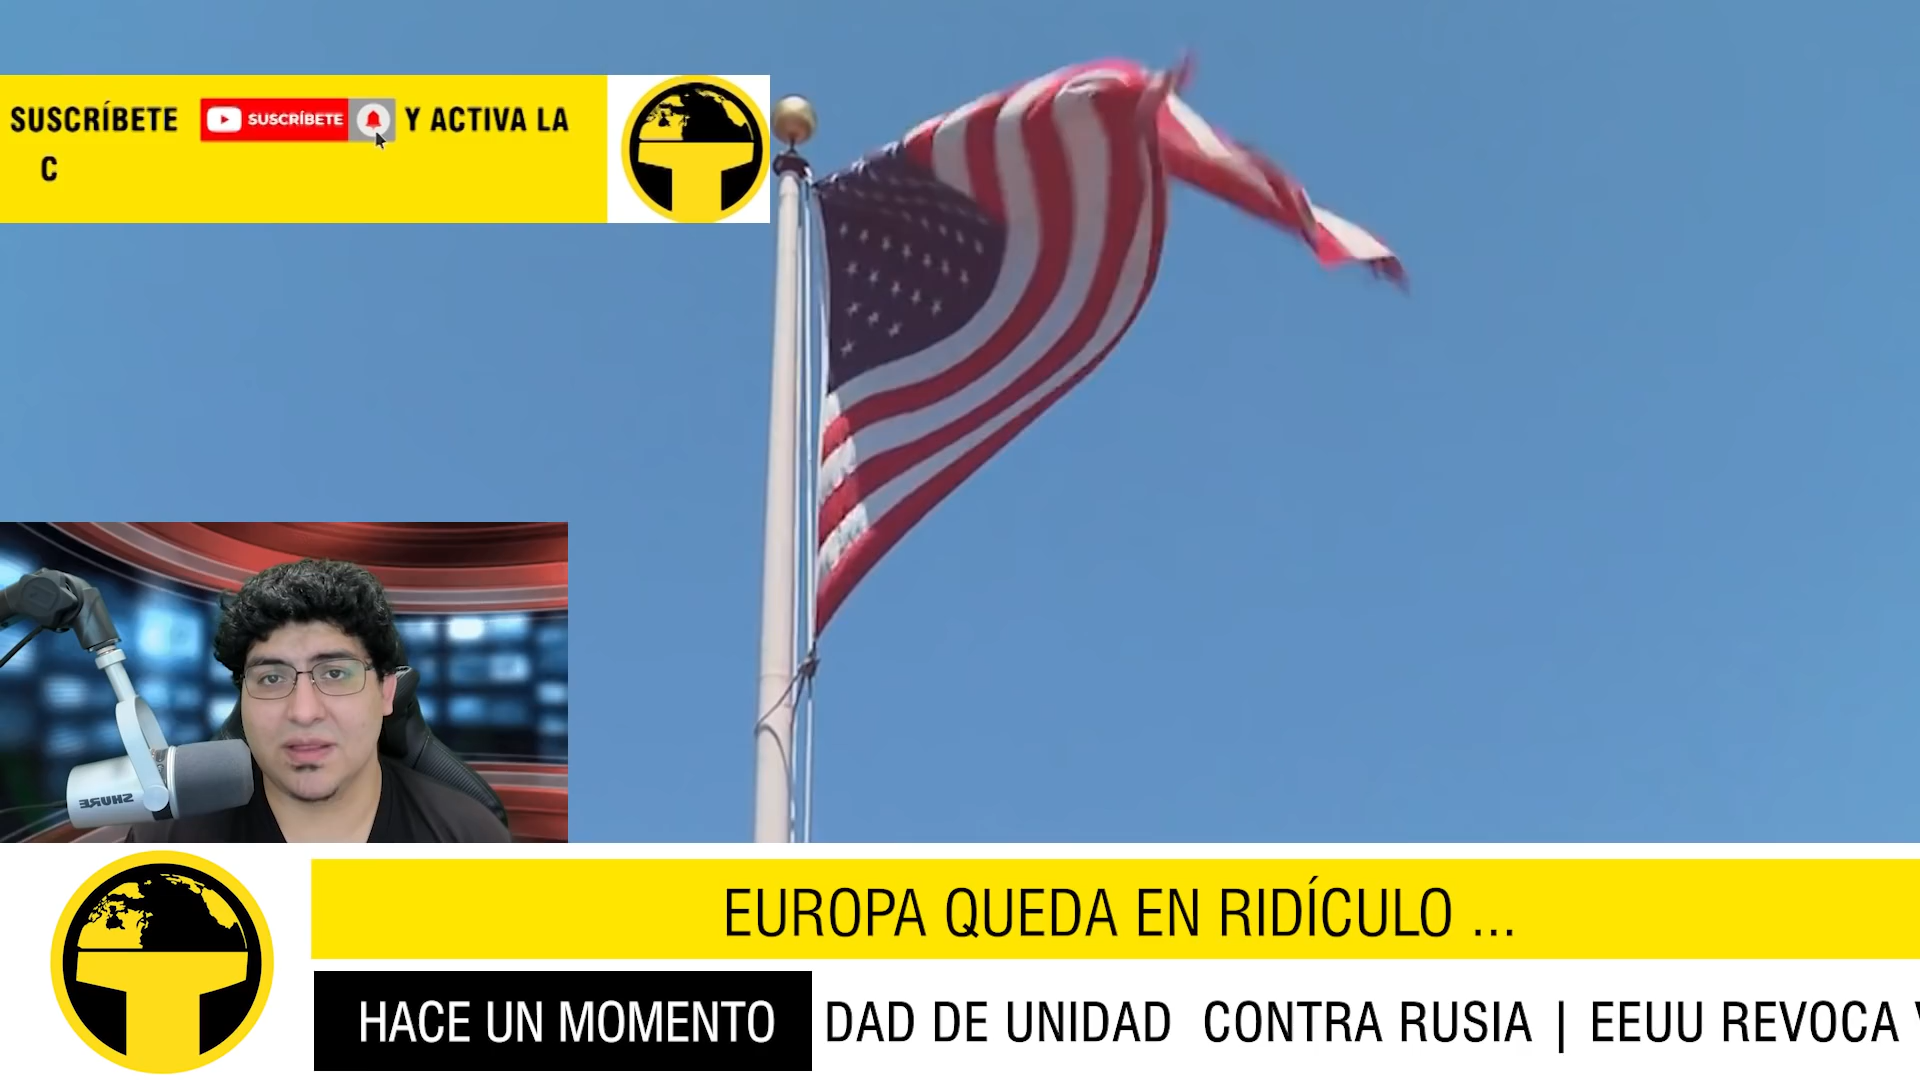 SUSCRÍBETE SUSCRÍBETE Y ACTIVA LA
C
SHURE
EUROPA QUEDA EN RIDÍCULO ...
HACE UN MOMENTO DAD DE UNIDAD CONTRA RUSIA | EEUU REVOCA